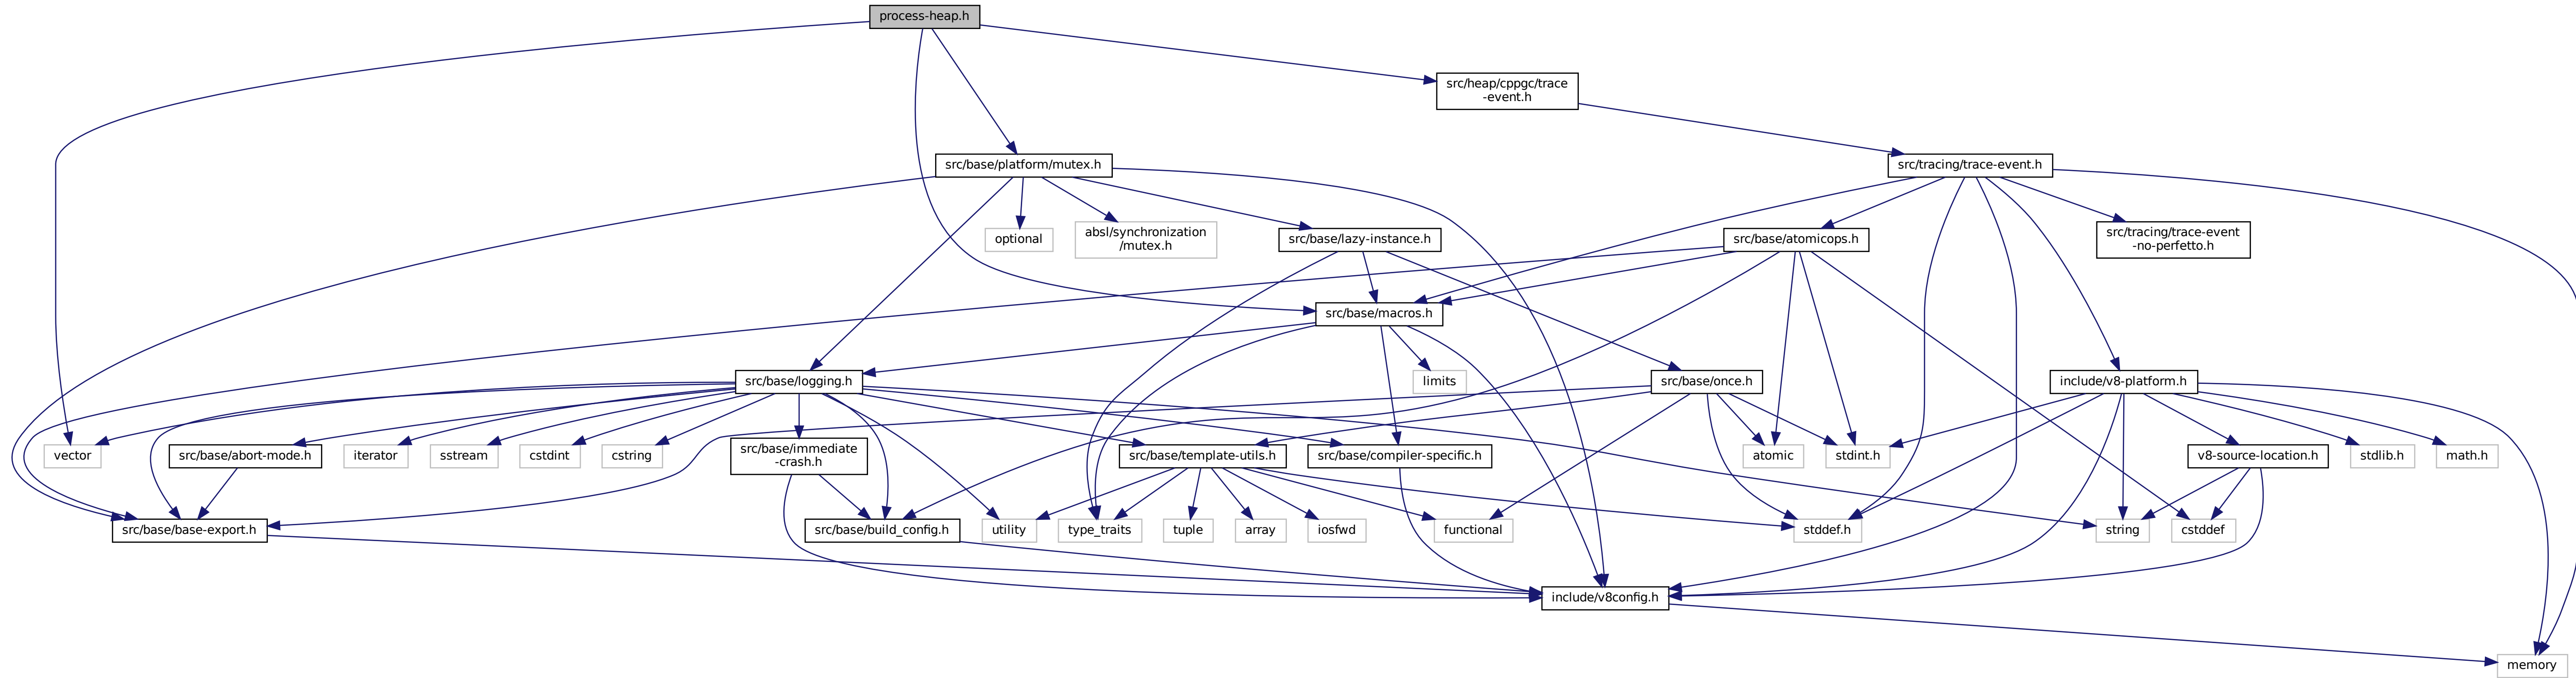 process-heap.h
src/heap/cppgc/trace
-event.h
src/base/platform/mutex.h
src/tracing/trace-event.h
optional
absl/synchronization
/mutex.h
src/base/lazy-instance.h
src/base/atomicops.h
src/tracing/trace-event
-no-perfetto.h
src/base/macros.h
src/base/logging.h
limits
src/base/once.h
include/v8-platform.h
vector
src/base/abort-mode.h
iterator
sstream
cstdint
cstring
src/base/immediate
-crash.h
src/base/template-utils.h
src/base/compiler-specific.h
atomic
stdint.h
v8-source-location.h
stdlib.h
math.h
src/base/base-export.h
src/base/build_config.h
utility
type_traits
tuple
array
iosfwd
functional
stddef.h
string
cstddef
include/v8config.h
memory